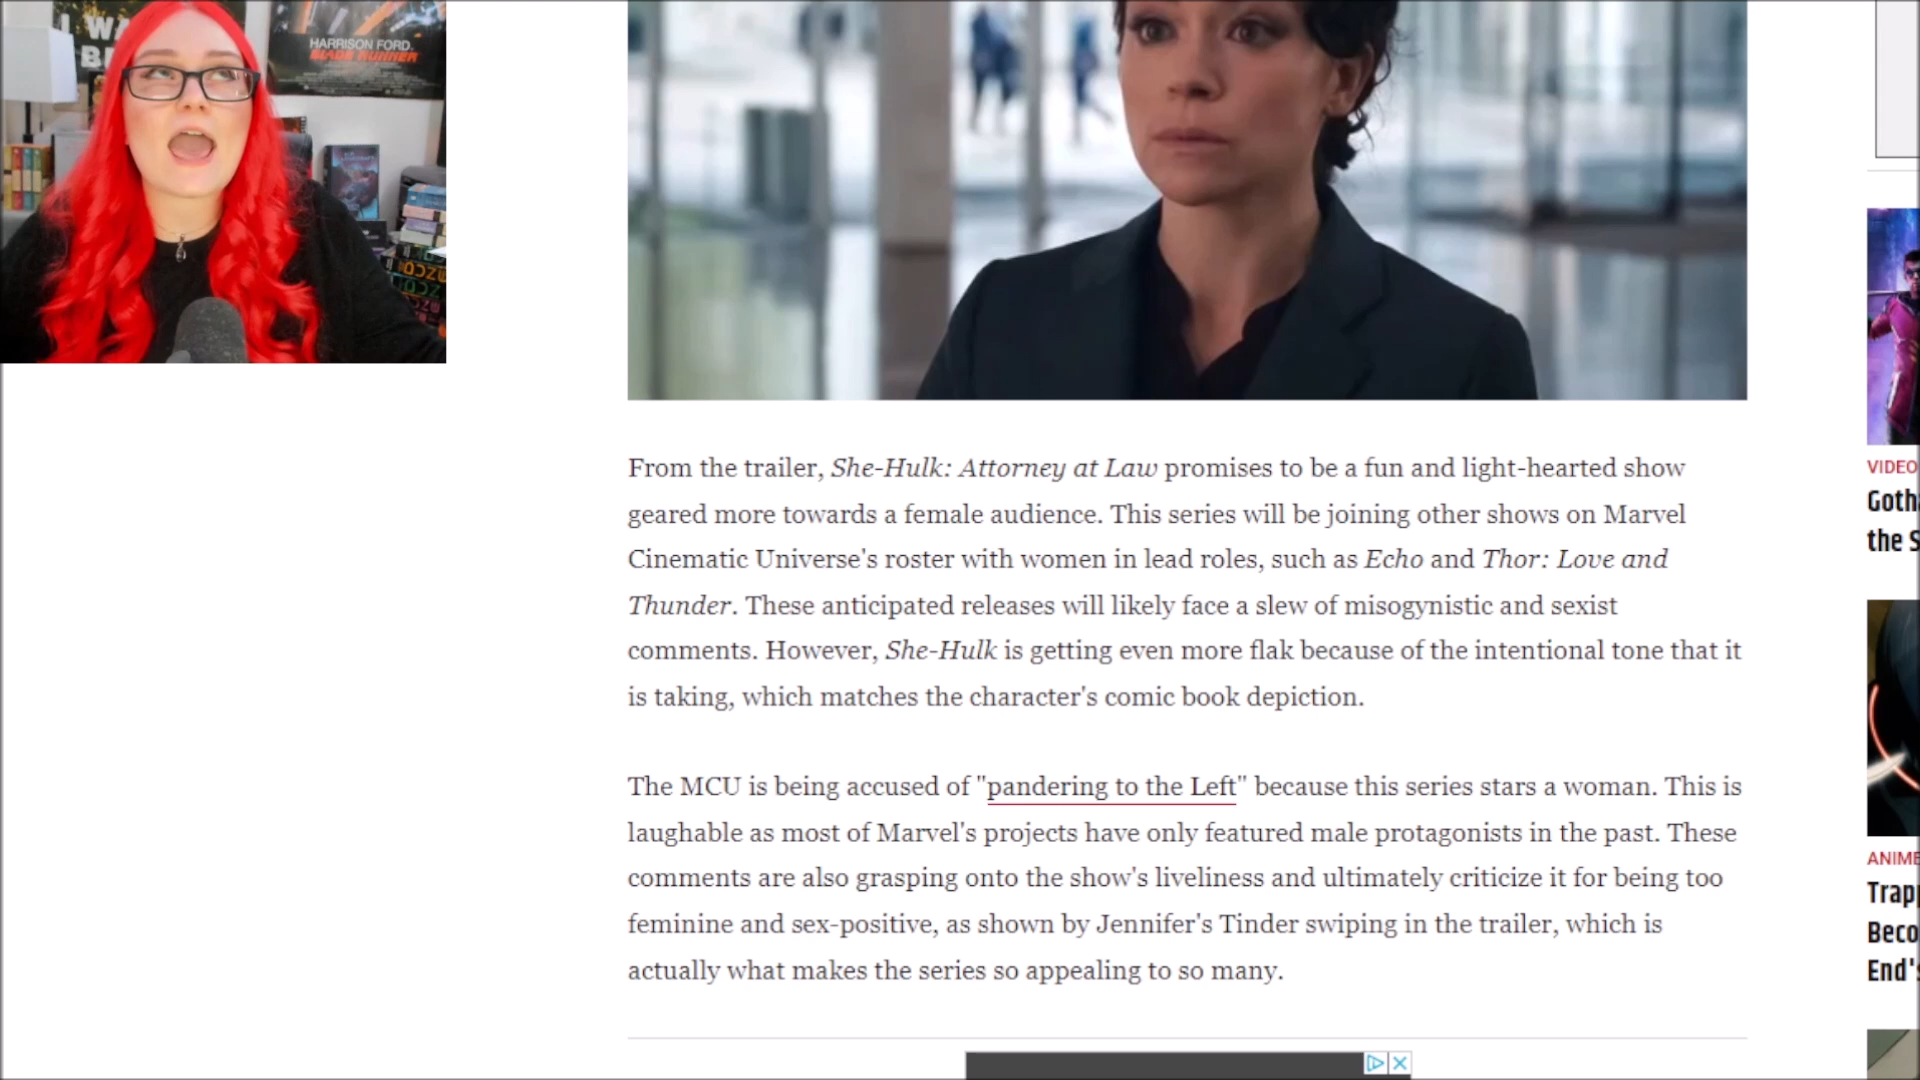 HARRISON FORD
BLADE RUNNER
From the trailer, She-Hulk: Attorney at Law promises to be a fun and light-hearted show
geared more towards a female audience. This series will be joining other shows on Marvel
Cinematic Universe's roster with women in lead roles, such as Echo and Thor: Love and
Thunder. These anticipated releases will likely face a slew of misogynistic and sexist
comments. However, She-Hulk is getting even more flak because of the intentional tone that it
is taking, which matches the character's comic book depiction.
The MCU is being accused of "pandering to the Left" because this series stars a woman. This is
laughable as most of Marvel's projects have only featured male protagonists in the past. These
comments are also grasping onto the show's liveliness and ultimately criticize it for being too
feminine and sex-positive, as shown by Jennifer's Tinder swiping in the trailer, which is
actually what makes the series so appealing to so many.
VIDEO
Goth
the S
ANIME
Trap
Beco
End's